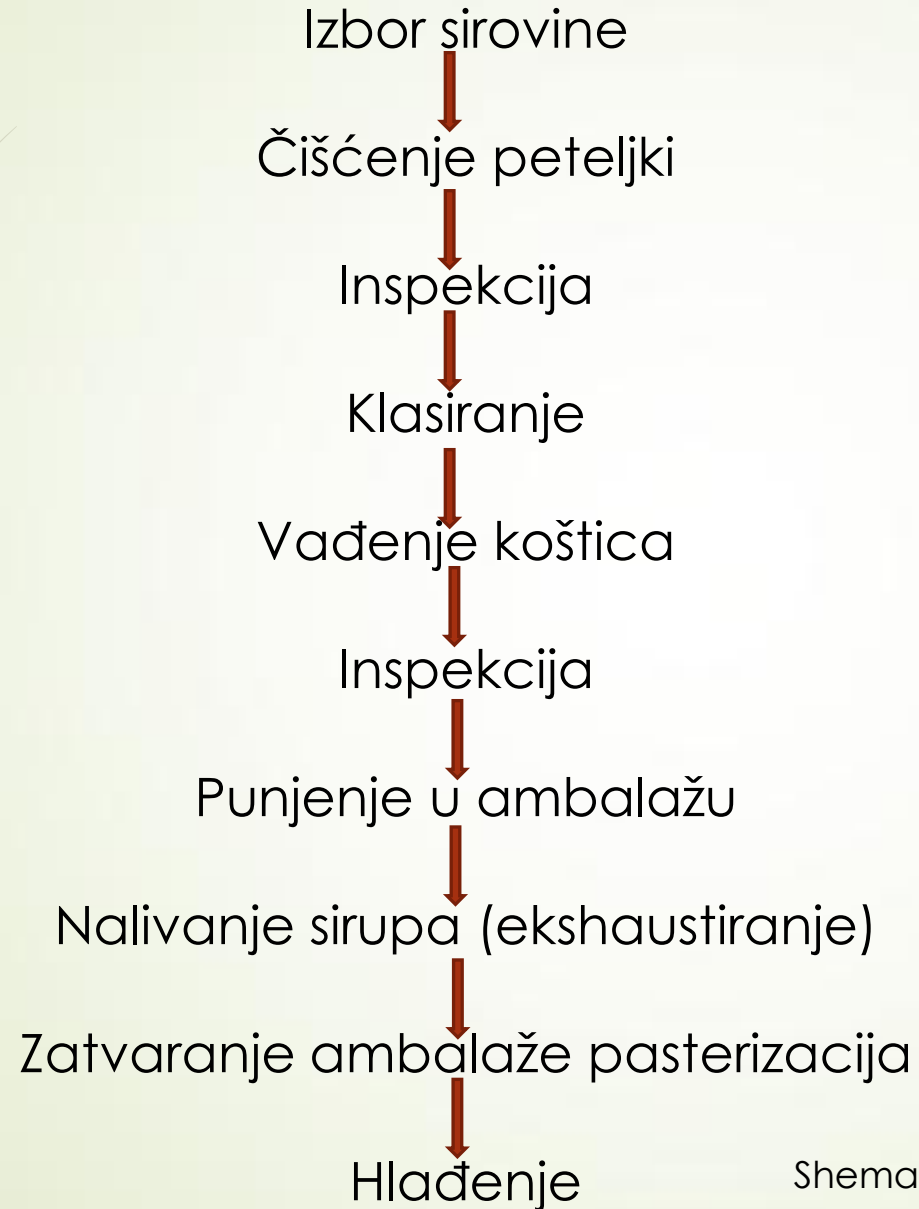 Izbor sirovine
Čišćenje peteljki
Inspekcija
Klasiranje
Vađenje koštica
Inspekcija
Punjenje u ambalažu
Nalivanje sirupa (ekshaustiranje)
Zatvaranje ambalaže pasterizacija
Hlađenje
Shema